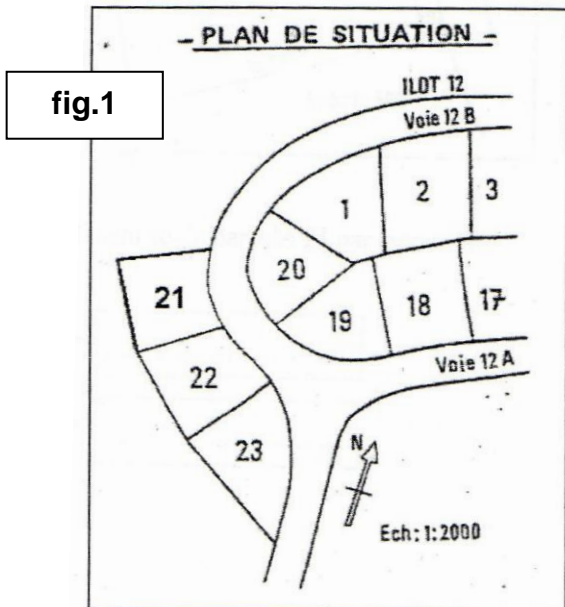 - PLAN DE SITUATION -
fig.1
ILOT 12
Voie 12 B
1
2
3
20
21
19
18
17
22
Voie 12 A
23
N
Ech: 1:2000